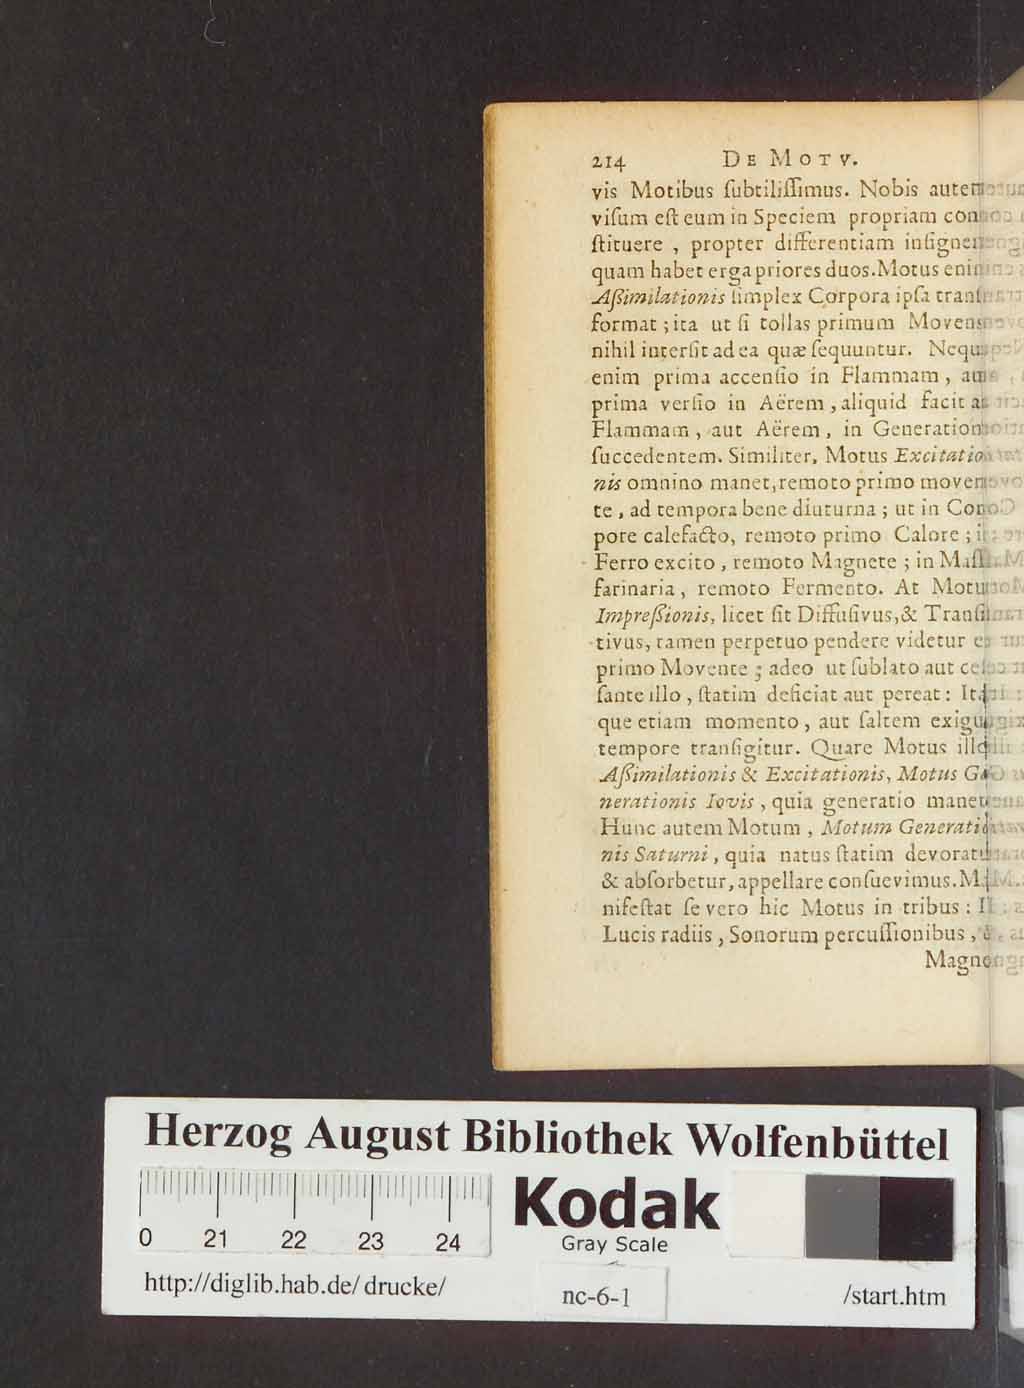 214 DE MOTV.
vis Motibus ſubtiliſſimus. Nobis autem
viſum eſt eum in Speciem propriam con-
ſtituere , propter differentiam inſignem
quam habet erga priores duos. Motus enim
Aſſimilationis ſimplex Corpora ipſa tranſ-
format ; ita ut ſi tollas primum Movens
nihil interſit ad ea quæ ſequuntur. Neque
enim prima accenſio in Flammam , aut
prima verſio in Aërem , aliquid facit ad
Flammam , aut Aërem , in Generatione
ſuccedentem. Similiter, Motus Excitatio-
nis omnino manet, remoto primo moven-
te , ad tempora bene diuturna ; ut in Cor-
pore calefacto, remoto primo Calore ; in
Ferro excito , remoto Magnete ; in Maſſa
farinaria, remoto Fermento. At Motus
Impreſſionis, licet ſit Diffuſivus, & Tranſi-
tivus, tamen perpetuo pendere videtur ex
primo Movente ; adeo ut ſublato aut ceſ-
ſante illo , ſtatim deficiat aut pereat : Ita-
que etiam momento, aut ſaltem exiguo
tempore tranſigitur. Quare Motus illos
Aſſimilationis & Excitationis, Motus Ge-
nerationis Iovis , quia generatio manet
Hunc autem Motum , Motum Generatio-
nis Saturni , quia natus ſtatim devoratur
& abſorbetur, appellare conſuevimus. Ma-
nifeſtat ſe vero hic Motus in tribus : In
Lucis radiis , Sonorum percuſſionibus , &
Magne-
Herzog August Bibliothek Wolfenbüttel
0 21 22 23 24
Kodak
Gray Scale
http://diglib.hab.de/drucke/ nc-6-1 /start.htm